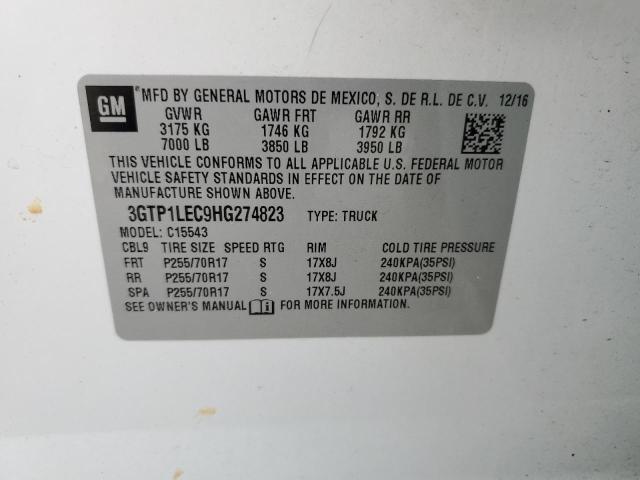 GM
®MFD BY GENERAL MOTORS DE MEXICO, S. DE R.L. DE C.V. 12/16
GVWR GAWR FRT GAWR RR
3175 KG 1746 KG 1792 KG
7000 LB 3850 LB 3950 LB
THIS VEHICLE CONFORMS TO ALL APPLICABLE U.S. FEDERAL MOTOR
VEHICLE SAFETY STANDARDS IN EFFECT ON THE DATE OF
MANUFACTURE SHOWN ABOVE.
3GTP1LEC9HG274823 TYPE: TRUCK
MODEL: C15543
CBL9 TIRE SIZE SPEED RTG RIM COLD TIRE PRESSURE
FRT P255/70R17 S 17X8J 240KPA(35PSI)
RR P255/70R17 S 17X8J 240KPA(35PSI)
SPA P255/70R17 S 17X7.5J 240KPA(35PSI)
SEE OWNER'S MANUAL FOR MORE INFORMATION.